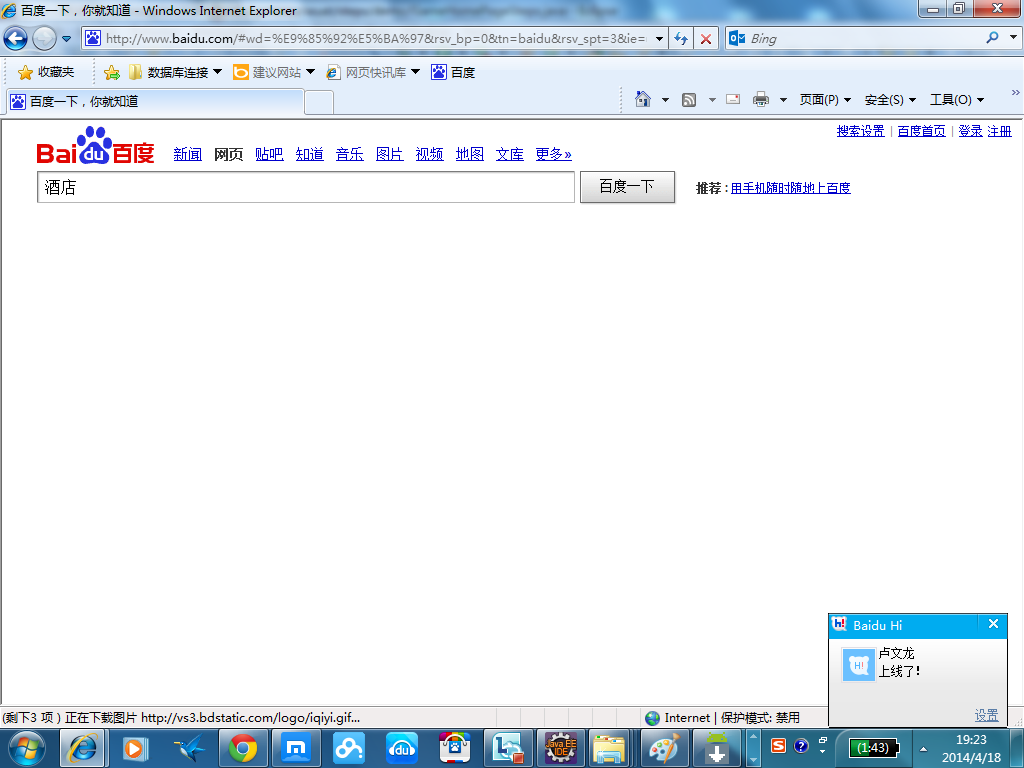 百度一下，你就知道 - Windows Internet Explorer
http://www.baidu.com/#wd=%E9%85%92%E5%BA%97&rsv_bp=0&tn=baidu&rsv_spt=3&ie=
Bing
收藏夹 数据库连接 建议网站 网页快讯库 百度
百度一下，你就知道
页面(P) 安全(S) 工具(O) »
搜索设置 | 百度首页 | 登录 注册
Bai du 百度 新闻 网页 贴吧 知道 音乐 图片 视频 地图 文库 更多»
酒店 百度一下 推荐 : 用手机随时随地上百度
h! Baidu Hi
HI 卢文龙
上线了!
设置
(剩下3 项 ) 正在下载图片 http://vs3.bdstatic.com/logo/iqiyi.gif... Internet | 保护模式: 禁用
m du Java EE IDE S ? (1:43) 19:23
2014/4/18